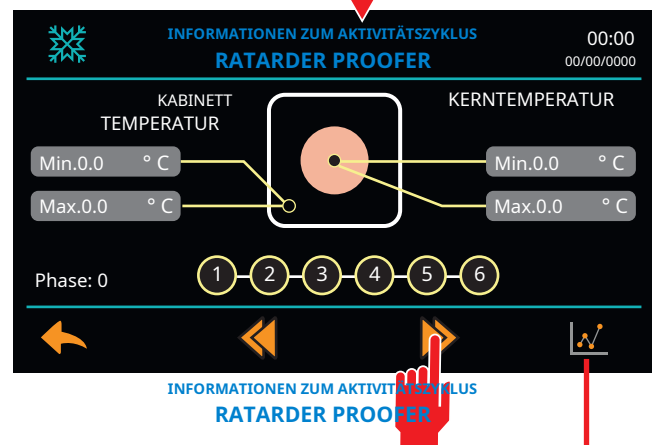 INFORMATIONEN ZUM AKTIVITÄTSZYKLUS
RATARDER PROOFER
00:00
00/00/0000
KABINETT
TEMPERATUR
KERNTEMPERATUR
Min.0.0 ° C
Max.0.0 ° C
Min.0.0 ° C
Max.0.0 ° C
Phase: 0
1 2 3 4 5 6
INFORMATIONEN ZUM AKTIVITÄTSZYKLUS
RATARDER PROOFER